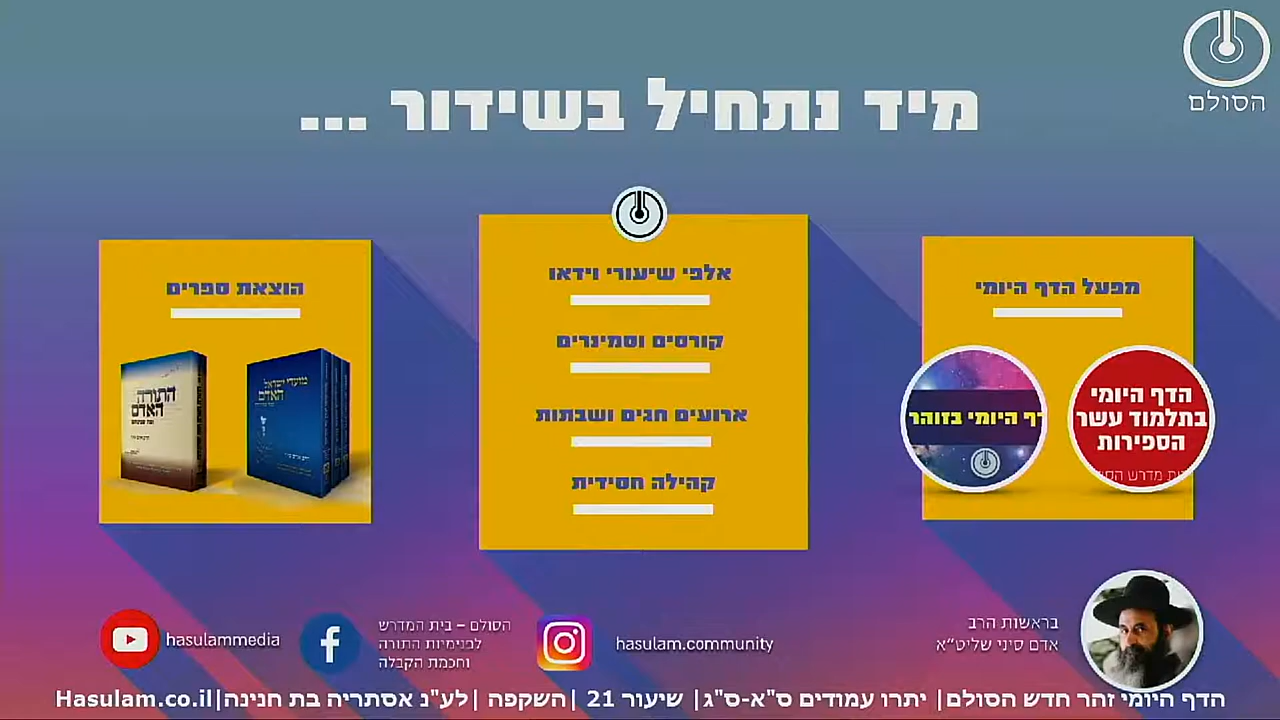 הסולם
מיד נתחיל בשידור ...
מפעל הדף היומי
הדף היומי
בתלמוד עשר
הספירות
דף היומי בזוהר
אלפי שיעורי וידאו
קורסים וסמינרים
ארועים חגים ושבתות
קהילה חסידית
הוצאת ספרים
מועדי ישראל
האדם
התורה
האדם
בראשות הרב
אדם סיני שליט"א
hasulam.community
הסולם – בית המדרש
לפנימיות התורה
וחכמת הקבלה
hasulammedia
הדף היומי זהר חדש הסולם| יתרו עמודים ס"א-ס"ג| שיעור 21 |השקפה |לע"נ אסתריה בת חנינה|Hasulam.co.il